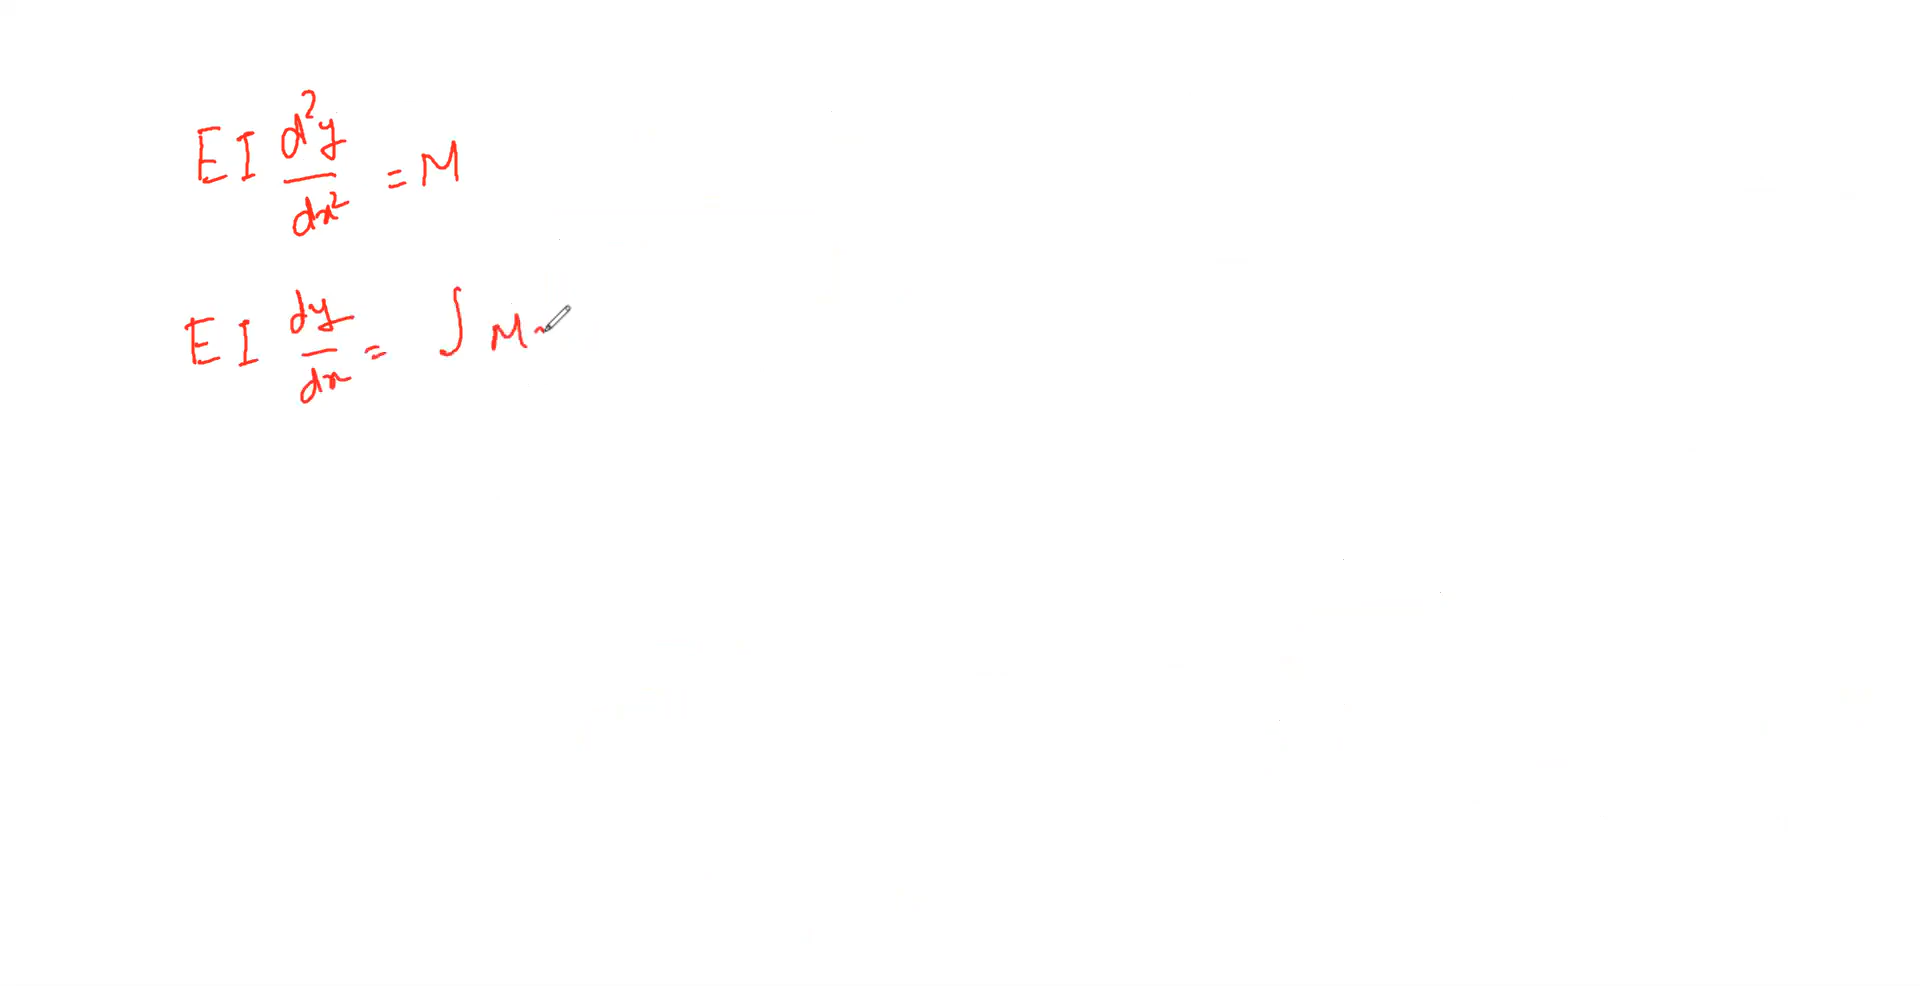 EI d²y/dx² = M
EI dy/dx = ∫ M